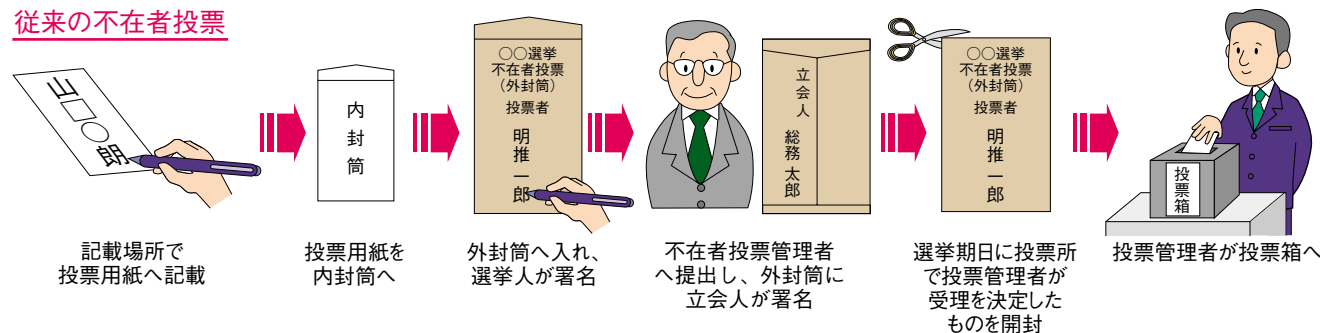 従来の不在者投票
山□○朗
内封筒
○○選挙
不在者投票
（外封筒）
投票者
明推一郎
立会人
総務太郎
○○選挙
不在者投票
（外封筒）
投票者
明推一郎
投票箱
記載場所で
投票用紙へ記載
投票用紙を
内封筒へ
外封筒へ入れ、
選挙人が署名
不在者投票管理者
へ提出し、外封筒に
立会人が署名
選挙期日に投票所
で投票管理者が
受理を決定した
ものを開封
投票管理者が投票箱へ